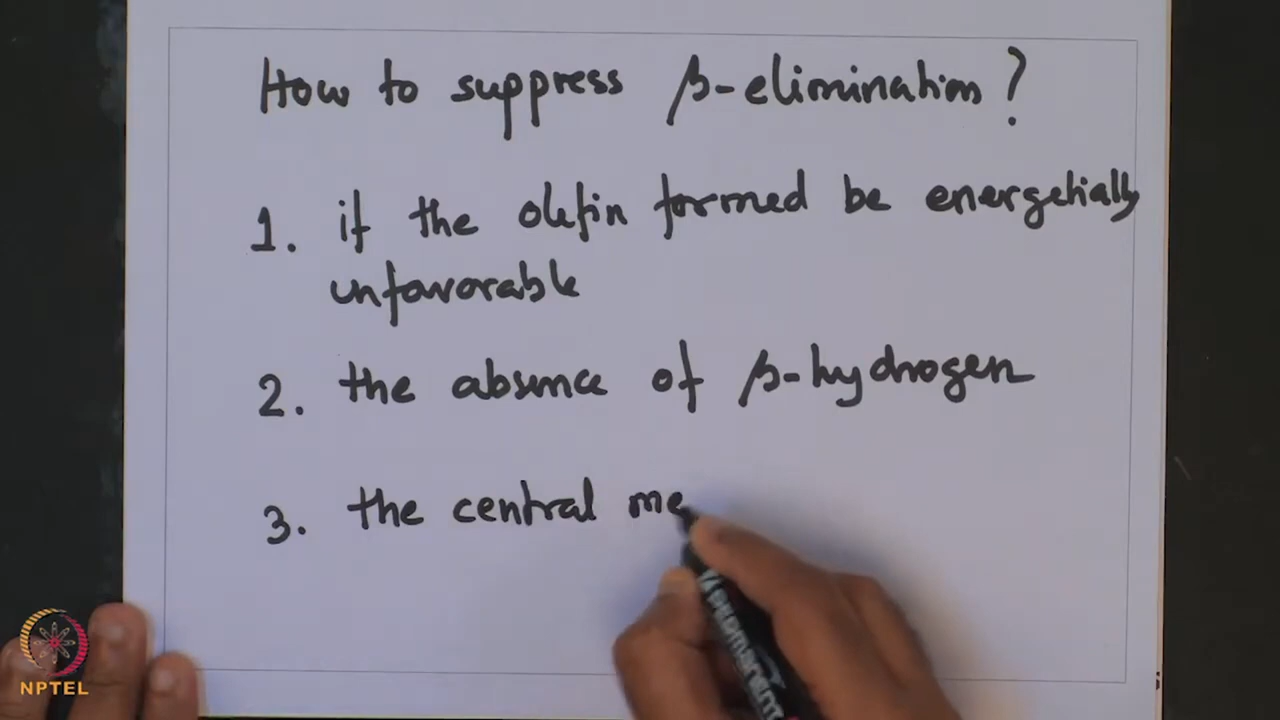 How to suppress β-elimination?
1. if the olefin formed be energetially
unfavorable
2. the absence of β-hydrogen
3. the central me
NPTEL